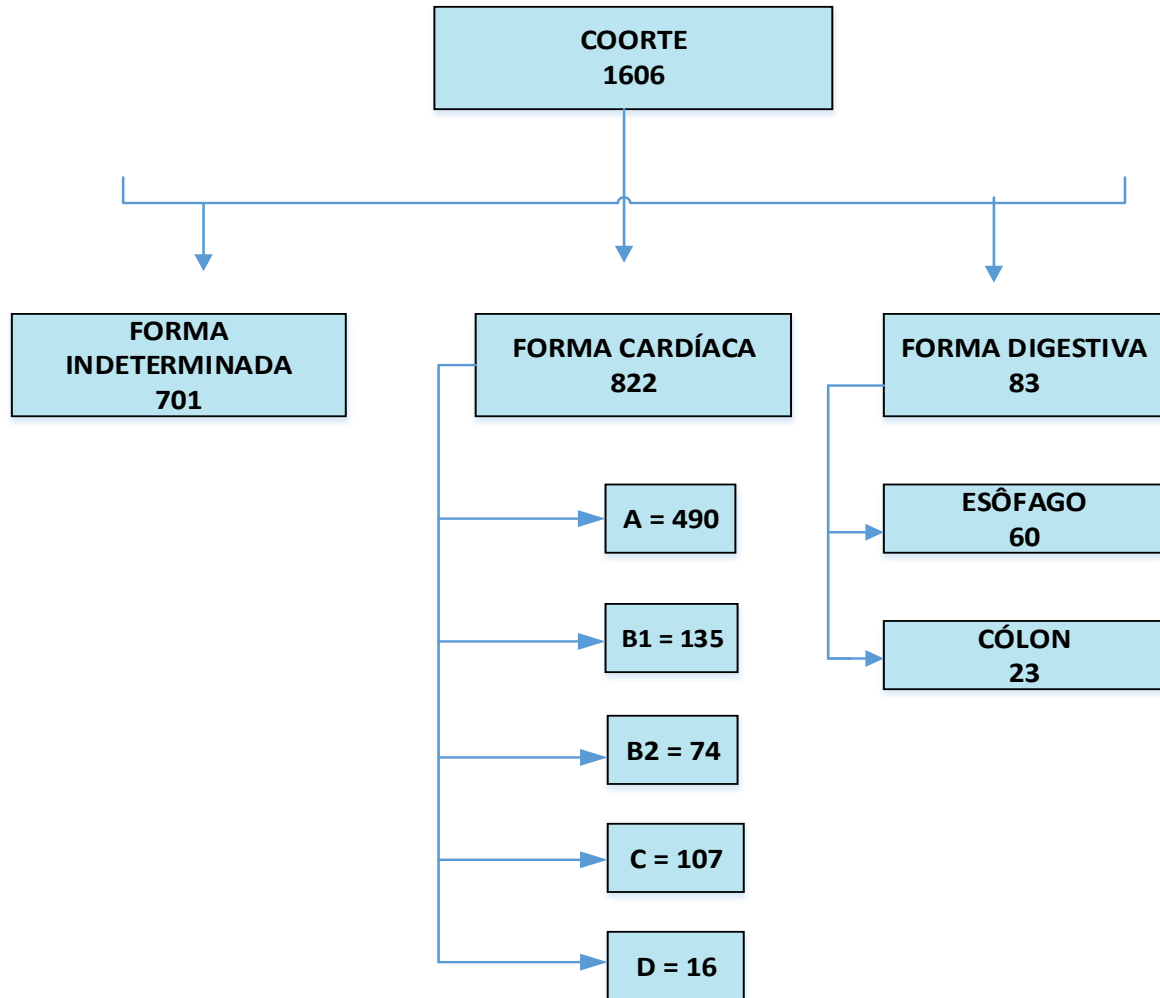 COORTE
1606
FORMA
INDETERMINADA
701
FORMA CARDÍACA
822
FORMA DIGESTIVA
83
A = 490
B1 = 135
B2 = 74
C = 107
D = 16
ESÔFAGO
60
CÓLON
23